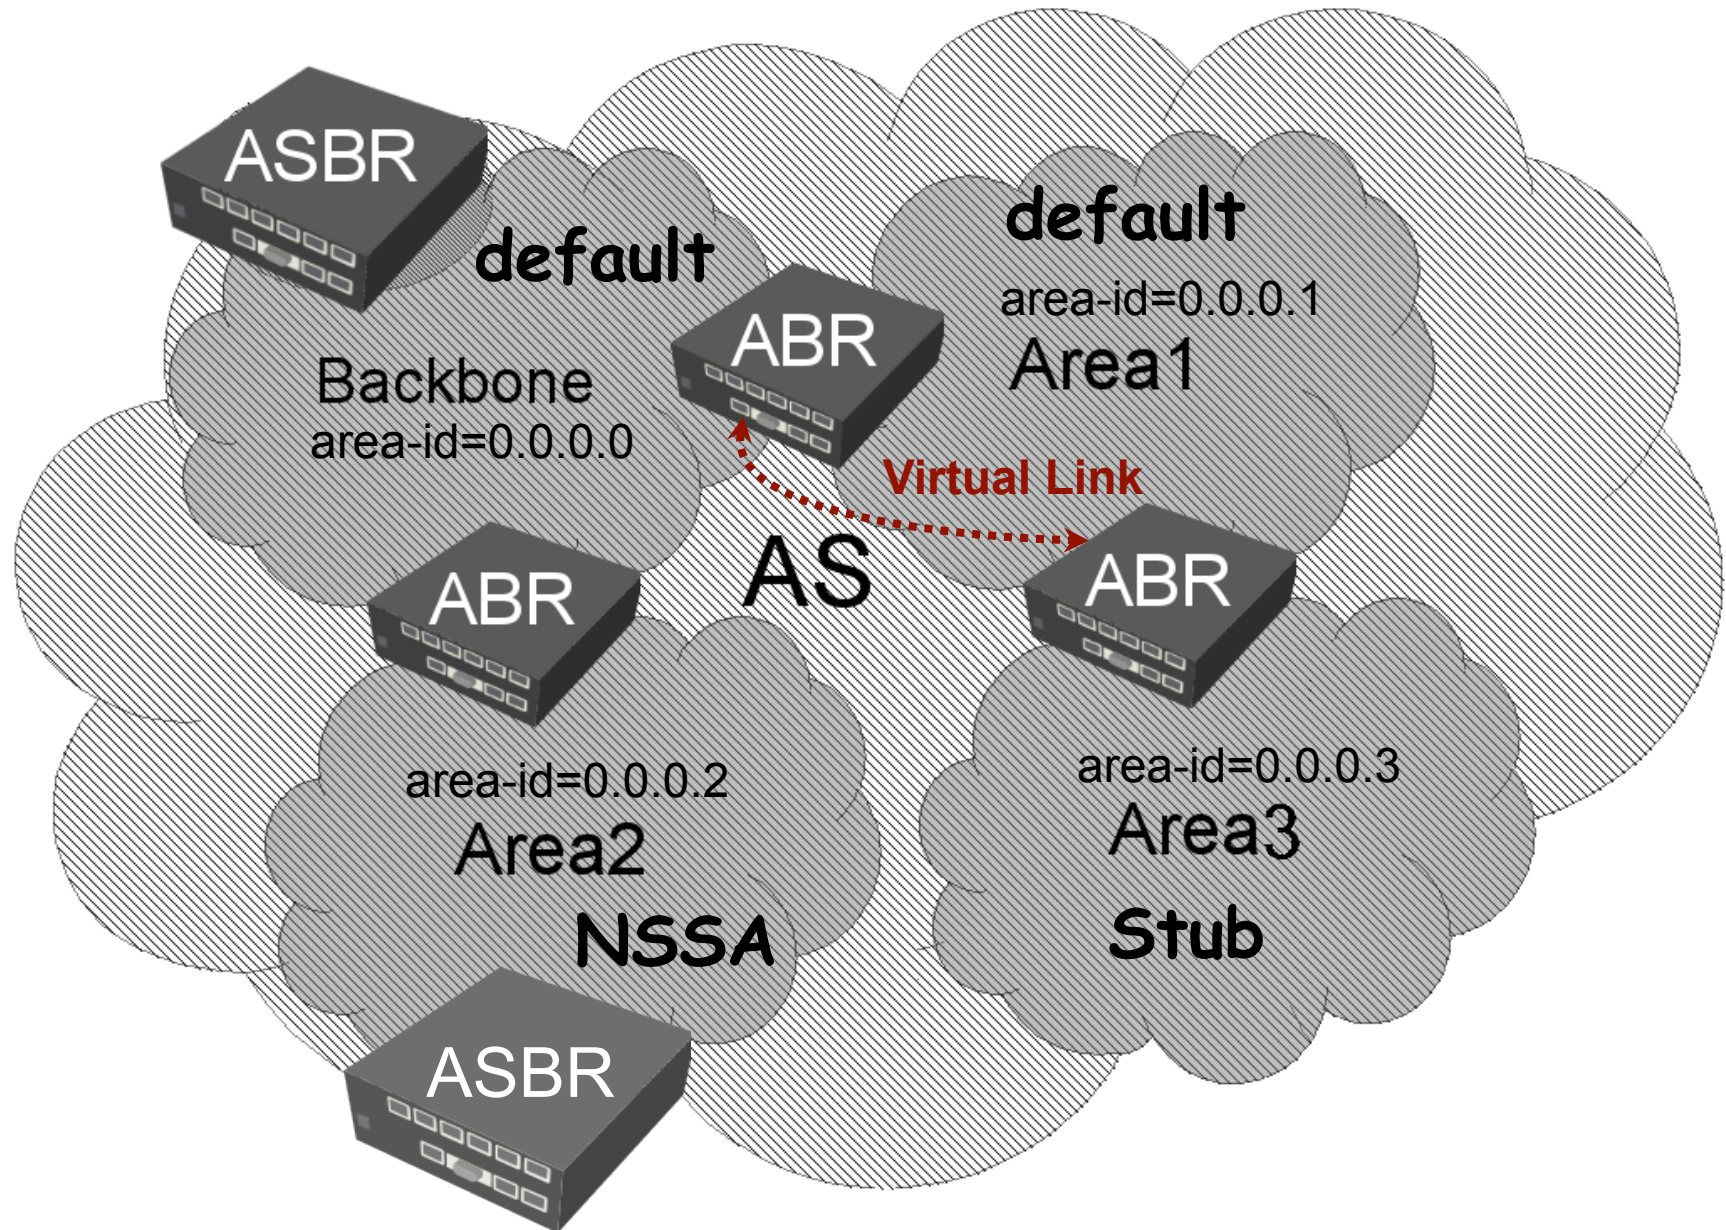 ASBR
default
default
area-id=0.0.0.1
ABR
Area1
Backbone
area-id=0.0.0.0
Virtual Link
AS
ABR
ABR
area-id=0.0.0.2
Area2
NSSA
area-id=0.0.0.3
Area3
Stub
ASBR